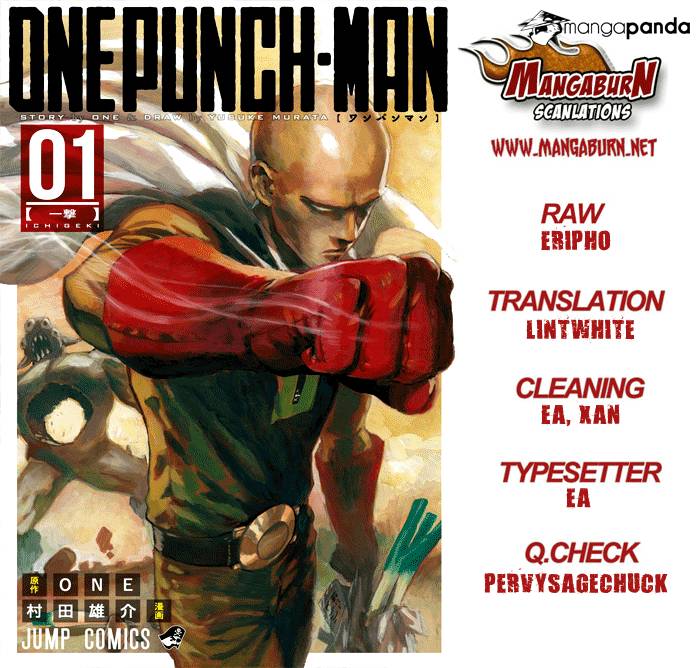 ONEPUNCH-MAN
STORY by ONE & DRAW by YUSUKE MURATA 【ワンパンマン】
01
【一撃】
ICHIGEKI
原作 ONE
村田雄介 漫画
JUMP COMICS
mangapanda
MANGABURN
SCANLATIONS
WWW.MANGABURN.NET
RAW
ERIPHO
TRANSLATION
LINTWHITE
CLEANING
EA, XAN
TYPESETTER
EA
Q.CHECK
PERVYSAGECHUCK